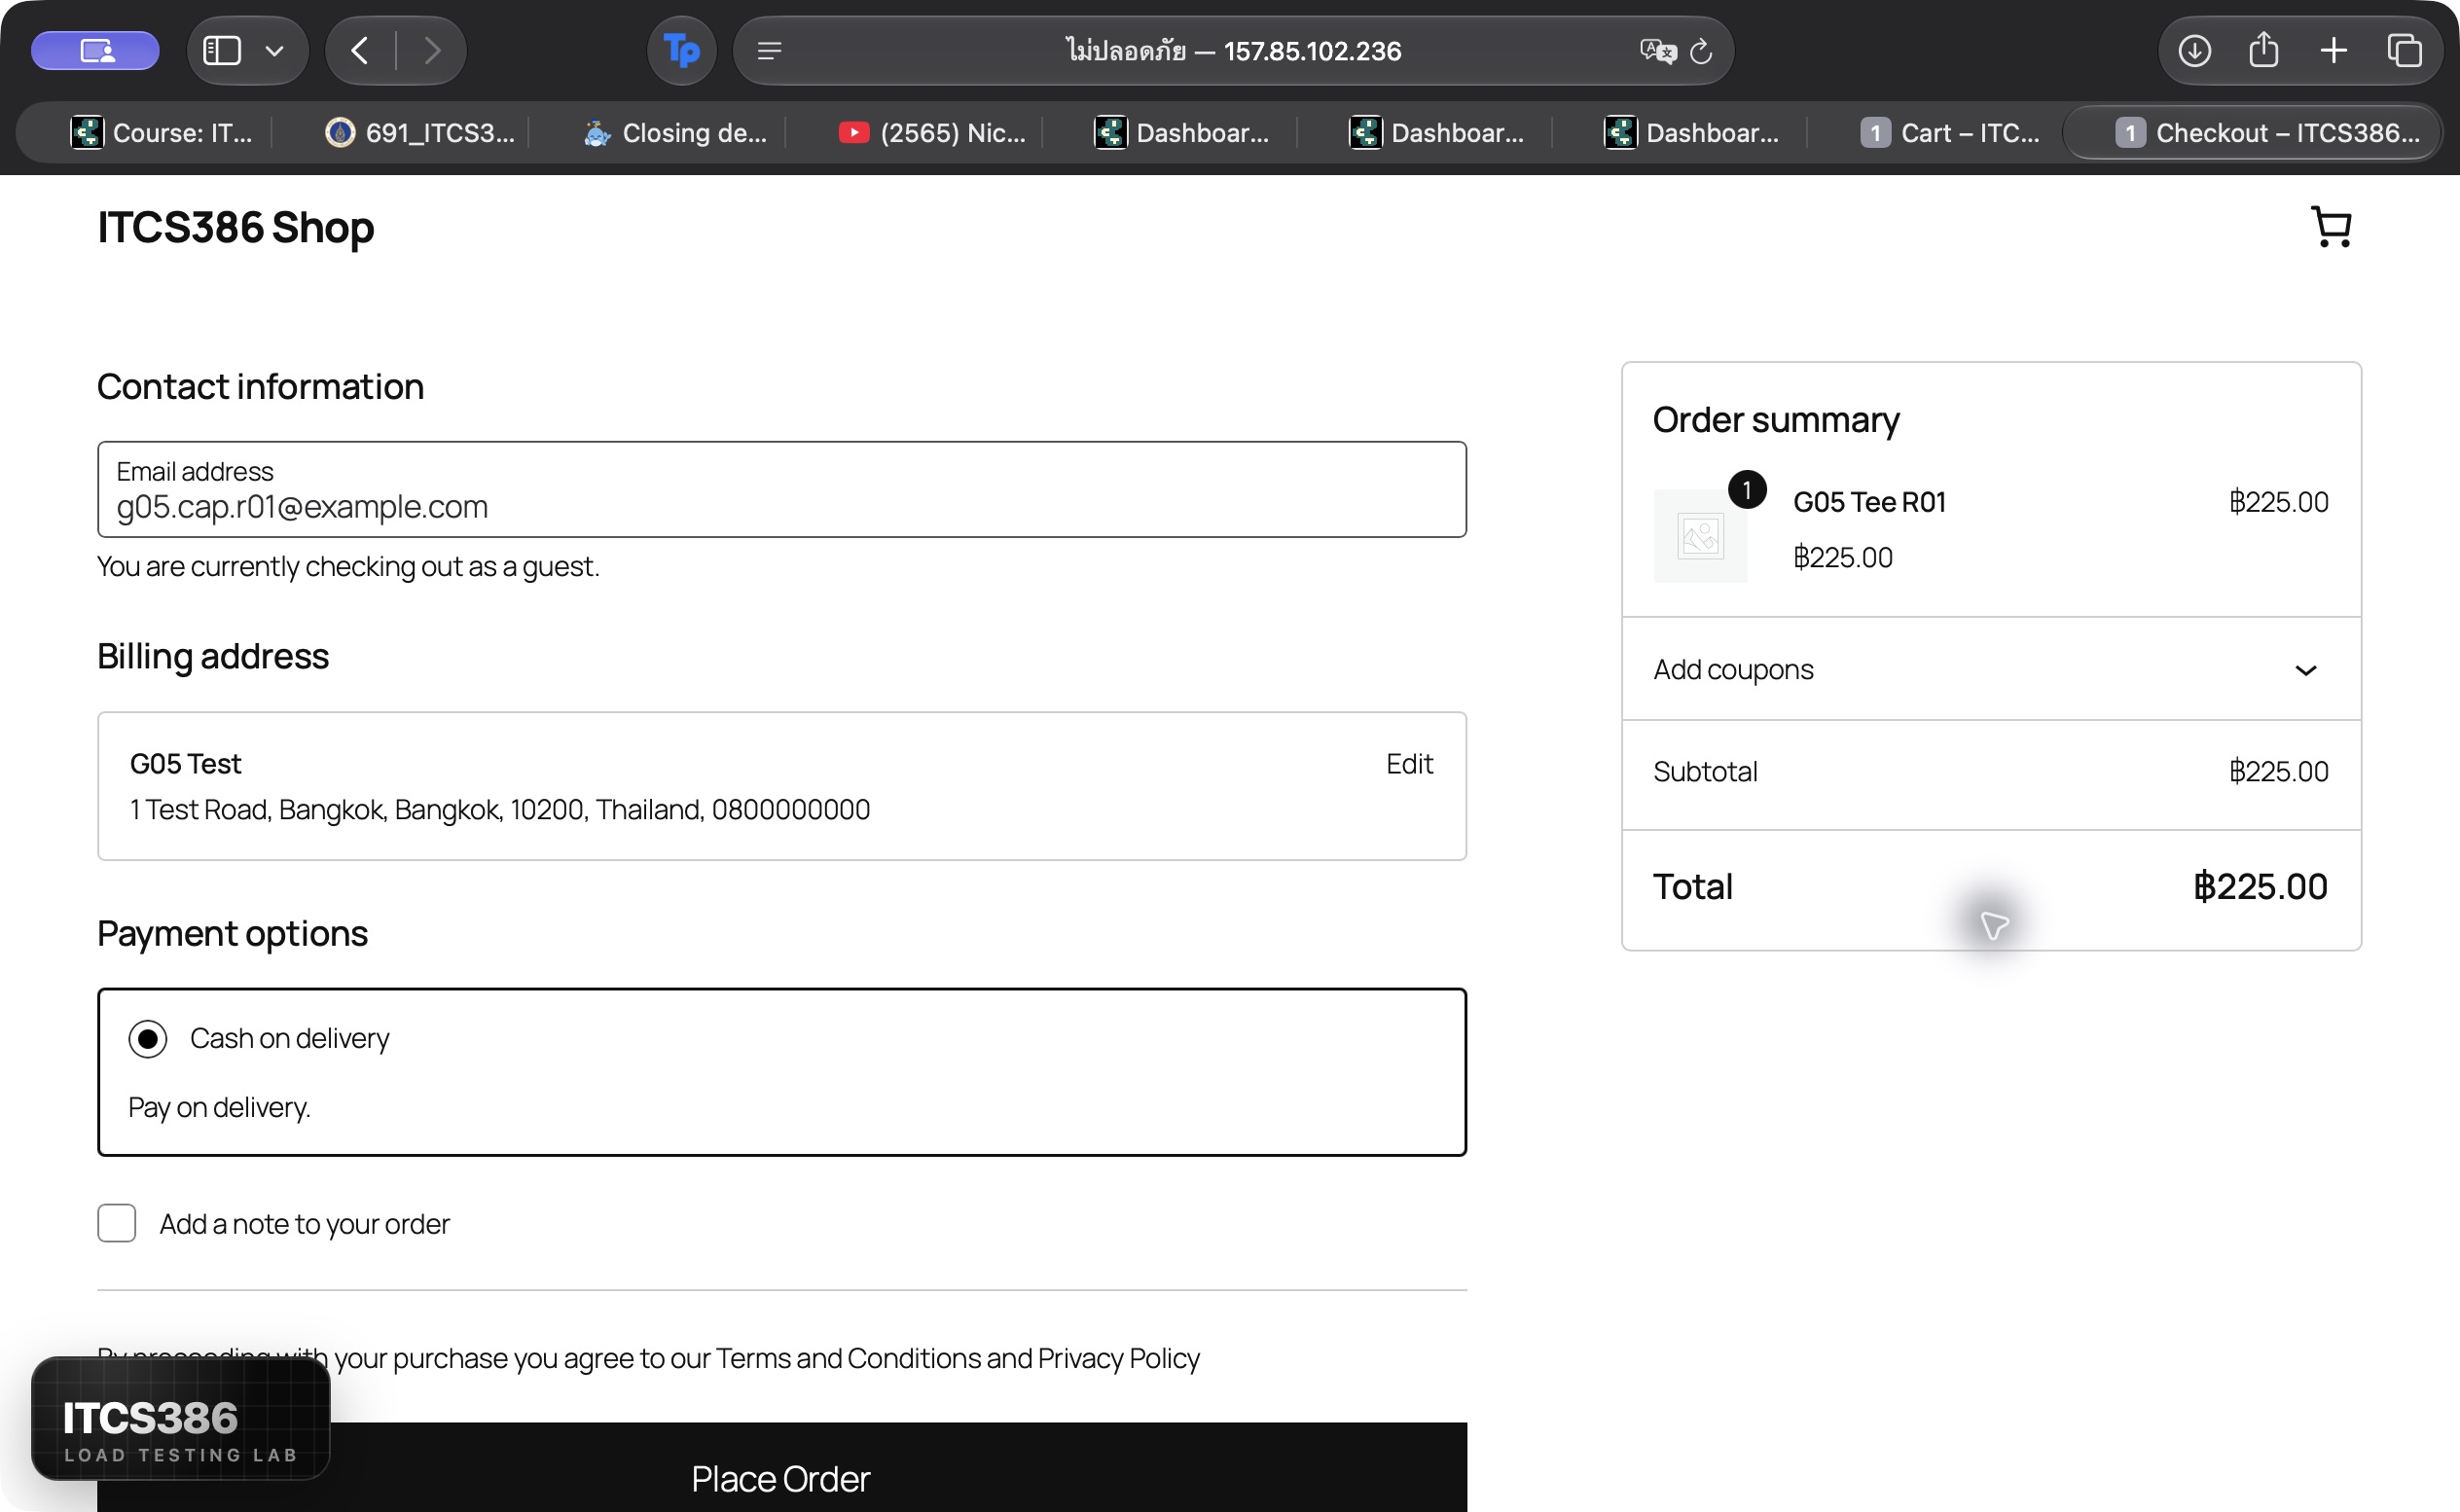 ไม่ปลอดภัย — 157.85.102.236
Course: IT...
691_ITCS3...
Closing de...
(2565) Nic...
Dashboar...
Dashboar...
Dashboar...
1 Cart – ITC...
1 Checkout – ITCS386...
ITCS386 Shop
Contact information
Email address
g05.cap.r01@example.com
You are currently checking out as a guest.
Billing address
G05 Test
Edit
1 Test Road, Bangkok, Bangkok, 10200, Thailand, 0800000000
Payment options
Cash on delivery
Pay on delivery.
Add a note to your order
By proceeding with your purchase you agree to our Terms and Conditions and Privacy Policy
Place Order
ITCS386
LOAD TESTING LAB
Order summary
1
G05 Tee R01
฿225.00
฿225.00
Add coupons
Subtotal
฿225.00
Total
฿225.00